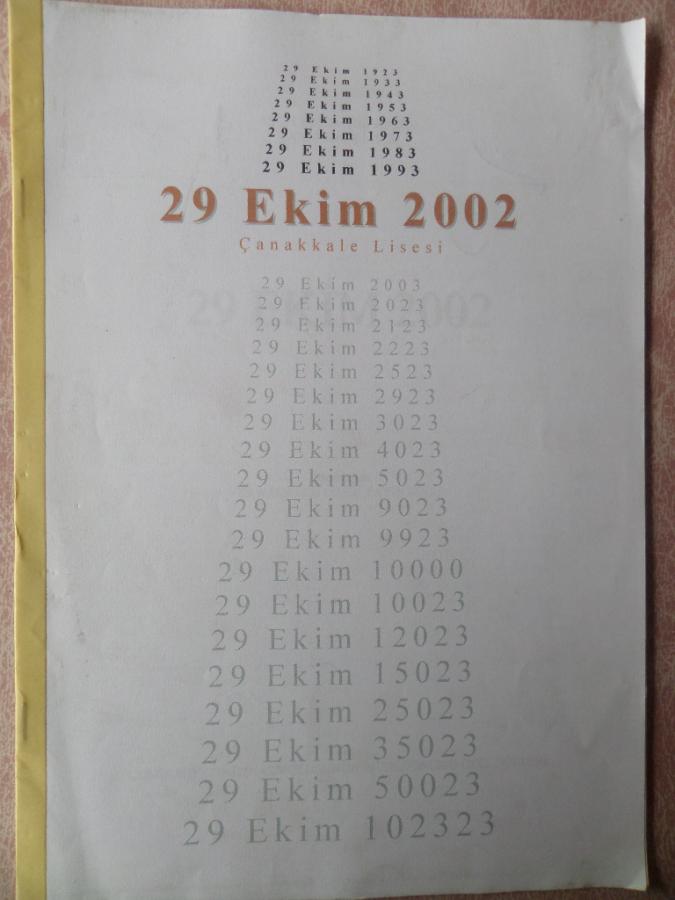 29 Ekim 1923
29 Ekim 1933
29 Ekim 1943
29 Ekim 1953
29 Ekim 1963
29 Ekim 1973
29 Ekim 1983
29 Ekim 1993
29 Ekim 2002
Çanakkale Lisesi
29 Ekim 2003
29 Ekim 2023
29 Ekim 2123
29 Ekim 2223
29 Ekim 2523
29 Ekim 2923
29 Ekim 3023
29 Ekim 4023
29 Ekim 5023
29 Ekim 9023
29 Ekim 9923
29 Ekim 10000
29 Ekim 10023
29 Ekim 12023
29 Ekim 15023
29 Ekim 25023
29 Ekim 35023
29 Ekim 50023
29 Ekim 102323